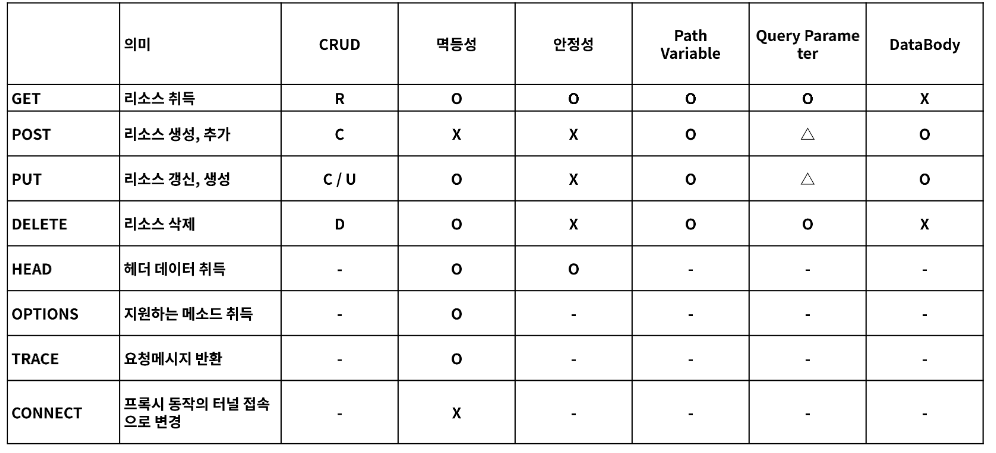 의미 CRUD 멱등성 안정성 Path Variable Query Parameter DataBody
GET 리소스 취득 R O O O O X
POST 리소스 생성, 추가 C X X O △ O
PUT 리소스 갱신, 생성 C / U O X O △ O
DELETE 리소스 삭제 D O X O O X
HEAD 헤더 데이터 취득 - O O - - -
OPTIONS 지원하는 메소드 취득 - O - - - -
TRACE 요청메시지 반환 - O - - - -
CONNECT 프록시 동작의 터널 접속으로 변경 - X - - - -